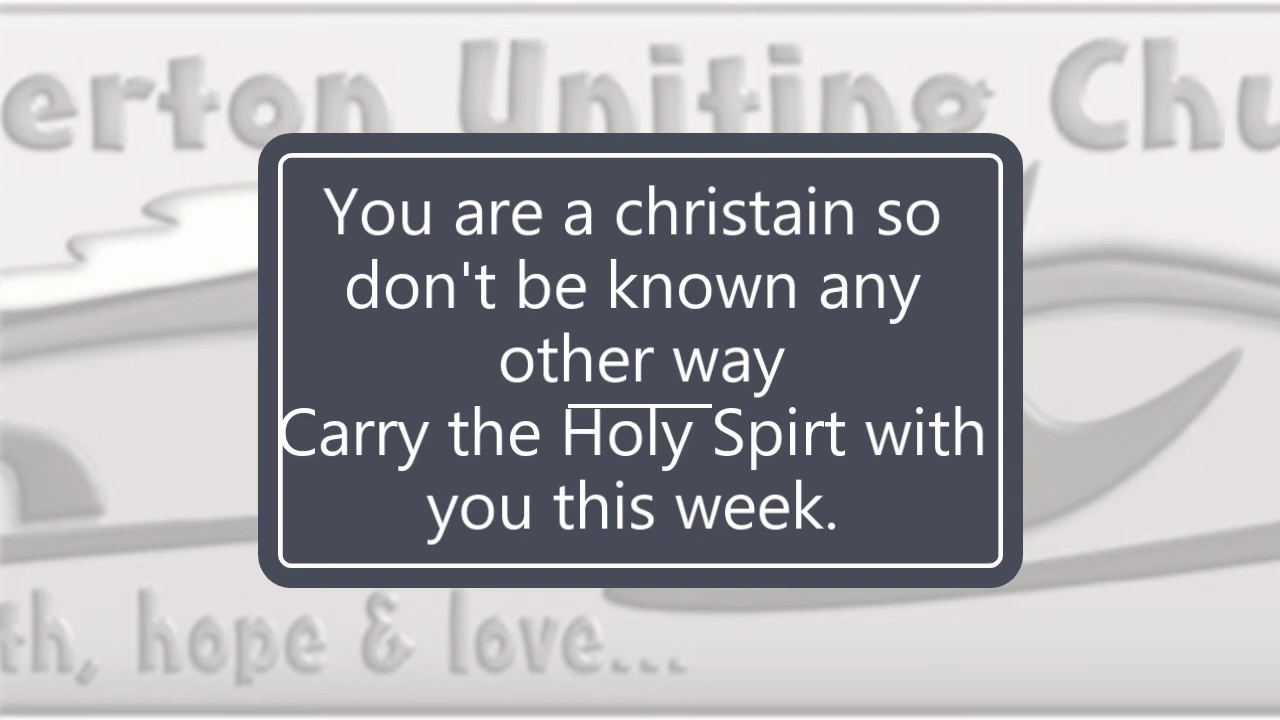 erton Uniting Chu
You are a christain so
don't be known any
other way
Carry the Holy Spirt with
you this week.
th, hope & love...